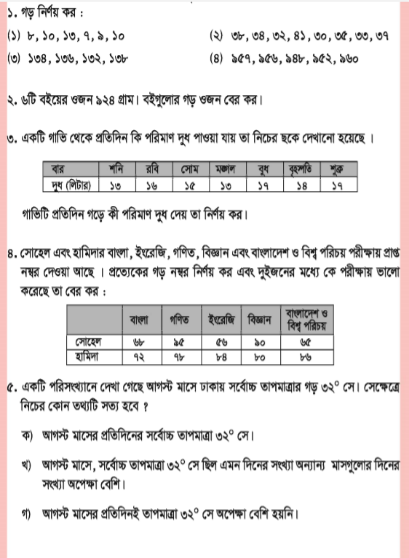 ১. গড় নির্ণয় কর :
(১) ৮, ১০, ১৩, ৭, ৯, ১০ (২) ৩৮, ৩৪, ৩২, ৪১, ৩০, ৩৫, ৩৩, ৩৭
(৩) ১৩৪, ১৩৬, ১৩২, ১৩৮ (৪) ৯৫৭, ৯৫৬, ৯৪৮, ৯৫২, ৯৬০
২. ৬টি বইয়ের ওজন ৯২৪ গ্রাম। বইগুলোর গড় ওজন বের কর।
৩. একটি গাভি থেকে প্রতিদিন কি পরিমাণ দুধ পাওয়া যায় তা নিচের ছকে দেখানো হয়েছে ।
বার শনি রবি সোম মঙ্গল বুধ বৃহস্পতি শুক্র
দুধ (লিটার) ১৩ ১৬ ১৫ ১৩ ১৭ ১৪ ১৭
গাভিটি প্রতিদিন গড়ে কী পরিমাণ দুধ দেয় তা নির্ণয় কর।
৪. সোহেল এবং হামিদার বাংলা, ইংরেজি, গণিত, বিজ্ঞান এবং বাংলাদেশ ও বিশ্ব পরিচয় পরীক্ষায় প্রাপ্ত
নম্বর দেওয়া আছে । প্রত্যেকের গড় নম্বর নির্ণয় কর এবং দুইজনের মধ্যে কে পরীক্ষায় ভালো
করেছে তা বের কর :
বাংলা গণিত ইংরেজি বিজ্ঞান বাংলাদেশ ও
বিশ্ব পরিচয়
সোহেল ৬৮ ৯৫ ৫৬ ৯০ ৬৫
হামিদা ৭২ ৭৮ ৮৪ ৮০ ৮৬
৫. একটি পরিসংখ্যানে দেখা গেছে আগস্ট মাসে ঢাকায় সর্বোচ্চ তাপমাত্রার গড় ৩২° সে। সেক্ষেত্রে
নিচের কোন তথ্যটি সত্য হবে ?
ক) আগস্ট মাসের প্রতিদিনের সর্বোচ্চ তাপমাত্রা ৩২° সে।
খ) আগস্ট মাসে, সর্বোচ্চ তাপমাত্রা ৩২° সে ছিল এমন দিনের সংখ্যা অন্যান্য মাসগুলোর দিনের
সংখ্যা অপেক্ষা বেশি।
গ) আগস্ট মাসের প্রতিদিনই তাপমাত্রা ৩২° সে অপেক্ষা বেশি হয়নি।